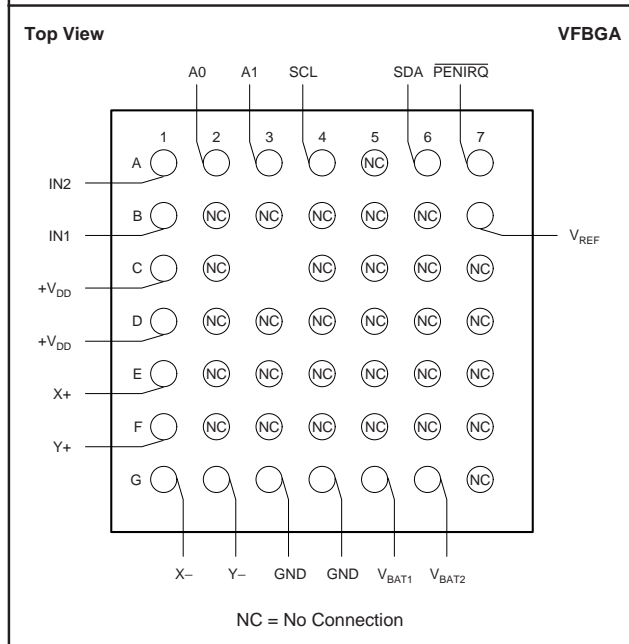 Top View VFBGA
A0 A1 SCL SDA PENIRQ
1 2 3 4 5 6 7
A NC
IN2
B NC NC NC NC NC
IN1 VREF
C NC NC NC NC NC
+VDD
D NC NC NC NC NC NC
+VDD
E NC NC NC NC NC NC
X+
F NC NC NC NC NC NC
Y+
G NC
X– Y– GND GND VBAT1 VBAT2
NC = No Connection